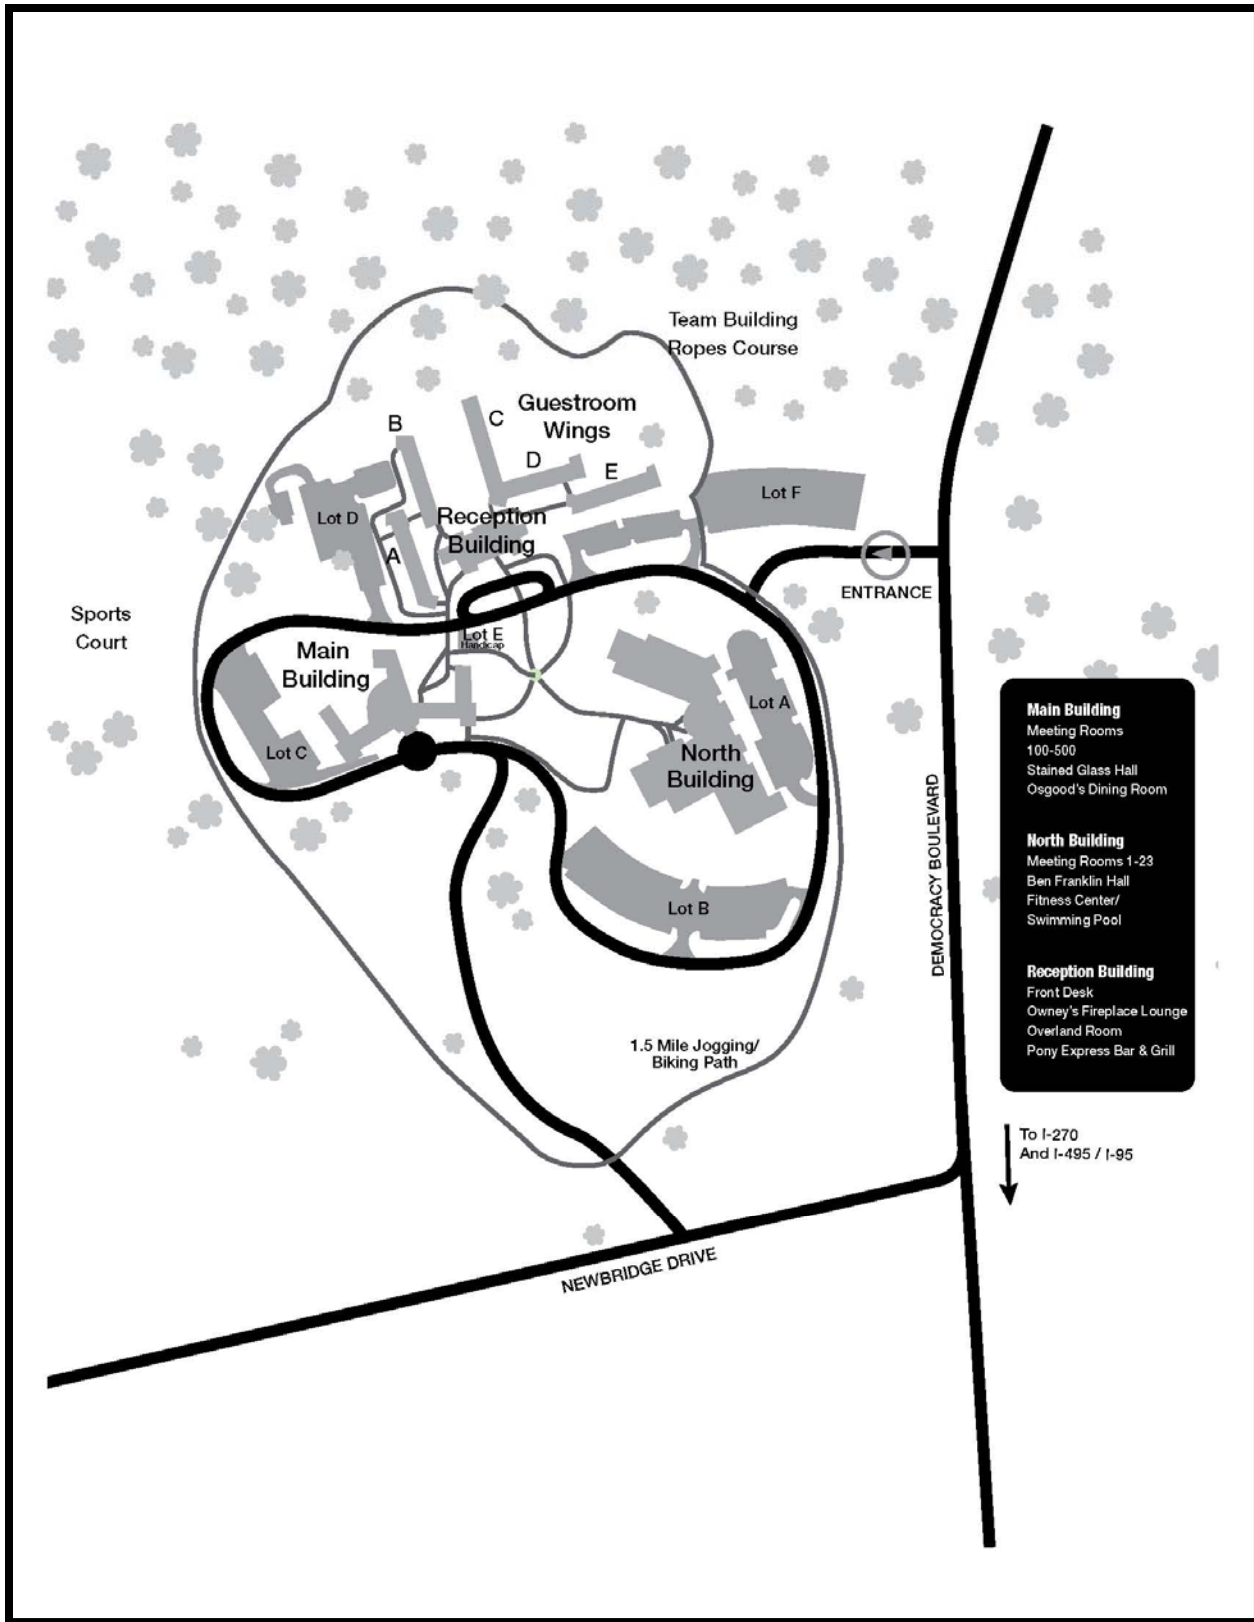 Team Building
Ropes Course
Guestroom
Wings
B
C
D
E
Lot F
Lot D
Reception
Building
A
ENTRANCE
Sports
Court
Lot E
Handicap
Main
Building
Lot A
Lot C
North
Building
Lot B
DEMOCRACY BOULEVARD
Main Building
Meeting Rooms
100-500
Stained Glass Hall
Osgood's Dining Room
North Building
Meeting Rooms 1-23
Ben Franklin Hall
Fitness Center/
Swimming Pool
Reception Building
Front Desk
Owney's Fireplace Lounge
Overland Room
Pony Express Bar & Grill
1.5 Mile Jogging/
Biking Path
To I-270
And I-495 / I-95
NEWBRIDGE DRIVE